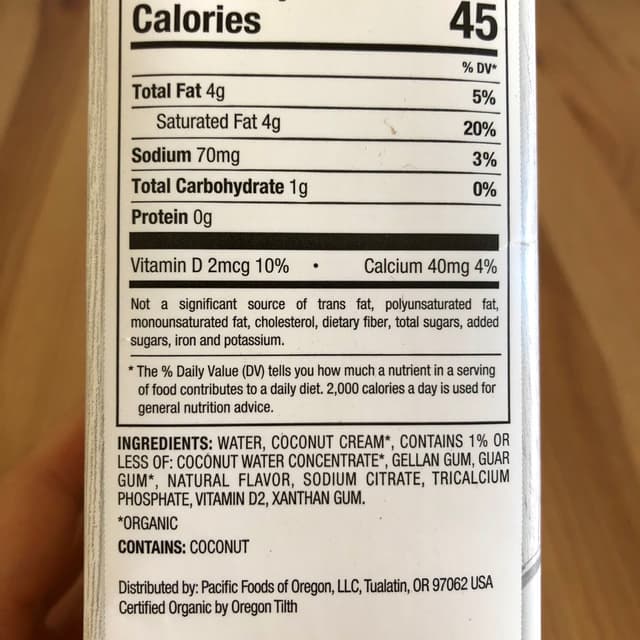 Calories 45
% DV*
Total Fat 4g 5%
Saturated Fat 4g 20%
Sodium 70mg 3%
Total Carbohydrate 1g 0%
Protein 0g
Vitamin D 2mcg 10% • Calcium 40mg 4%
Not a significant source of trans fat, polyunsaturated fat,
monounsaturated fat, cholesterol, dietary fiber, total sugars, added
sugars, iron and potassium.
* The % Daily Value (DV) tells you how much a nutrient in a serving
of food contributes to a daily diet. 2,000 calories a day is used for
general nutrition advice.
INGREDIENTS: WATER, COCONUT CREAM*, CONTAINS 1% OR
LESS OF: COCONUT WATER CONCENTRATE*, GELLAN GUM, GUAR
GUM*, NATURAL FLAVOR, SODIUM CITRATE, TRICALCIUM
PHOSPHATE, VITAMIN D2, XANTHAN GUM.
*ORGANIC
CONTAINS: COCONUT
Distributed by: Pacific Foods of Oregon, LLC, Tualatin, OR 97062 USA
Certified Organic by Oregon Tilth